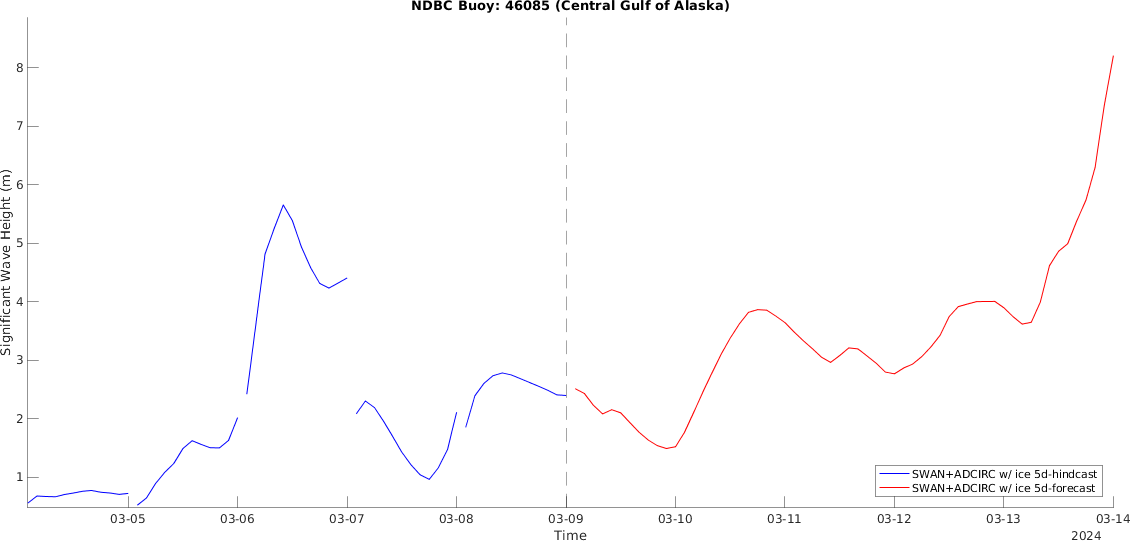 NDBC Buoy: 46085 (Central Gulf of Alaska)
Significant Wave Height (m)
8
7
6
5
4
3
2
1
SWAN+ADCIRC w/ ice 5d-hindcast
SWAN+ADCIRC w/ ice 5d-forecast
03-05 03-06 03-07 03-08 03-09 03-10 03-11 03-12 03-13 03-14
Time
2024